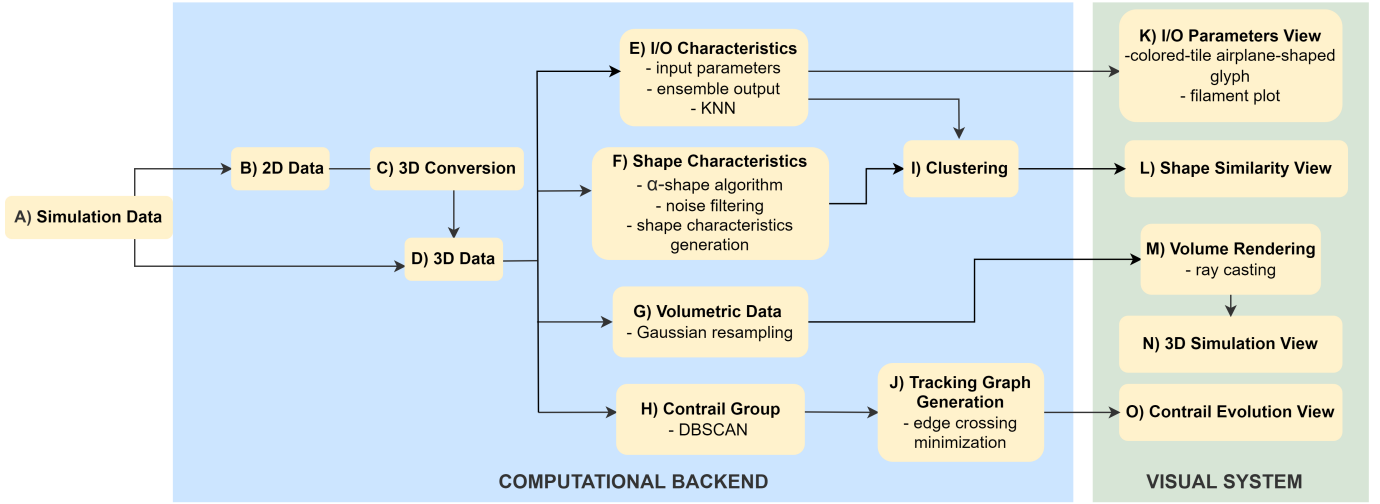 A) Simulation Data
B) 2D Data
C) 3D Conversion
D) 3D Data
E) I/O Characteristics
- input parameters
- ensemble output
- KNN
F) Shape Characteristics
- α-shape algorithm
- noise filtering
- shape characteristics
generation
G) Volumetric Data
- Gaussian resampling
H) Contrail Group
- DBSCAN
I) Clustering
J) Tracking Graph
Generation
- edge crossing
minimization
COMPUTATIONAL BACKEND
K) I/O Parameters View
-colored-tile airplane-shaped
glyph
- filament plot
L) Shape Similarity View
M) Volume Rendering
- ray casting
N) 3D Simulation View
O) Contrail Evolution View
VISUAL SYSTEM